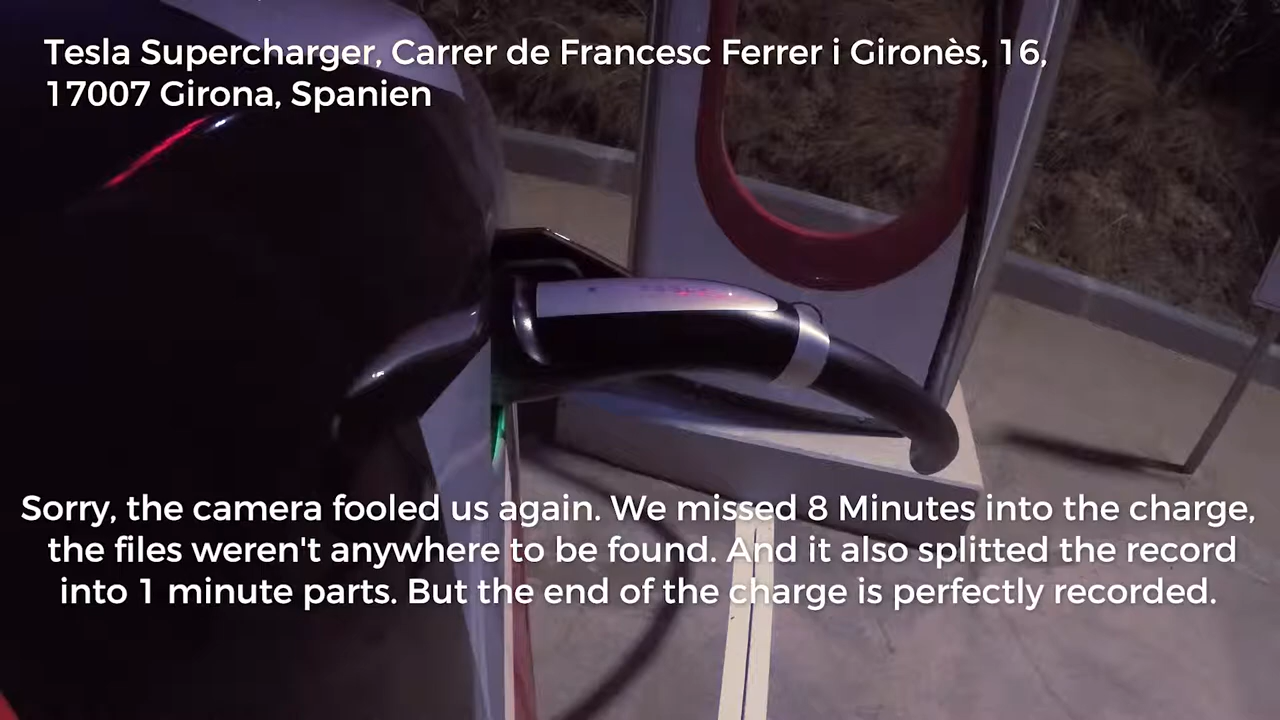 Tesla Supercharger, Carrer de Francesc Ferrer i Gironès, 16,
17007 Girona, Spanien
Sorry, the camera fooled us again. We missed 8 Minutes into the charge,
the files weren't anywhere to be found. And it also splitted the record
into 1 minute parts. But the end of the charge is perfectly recorded.